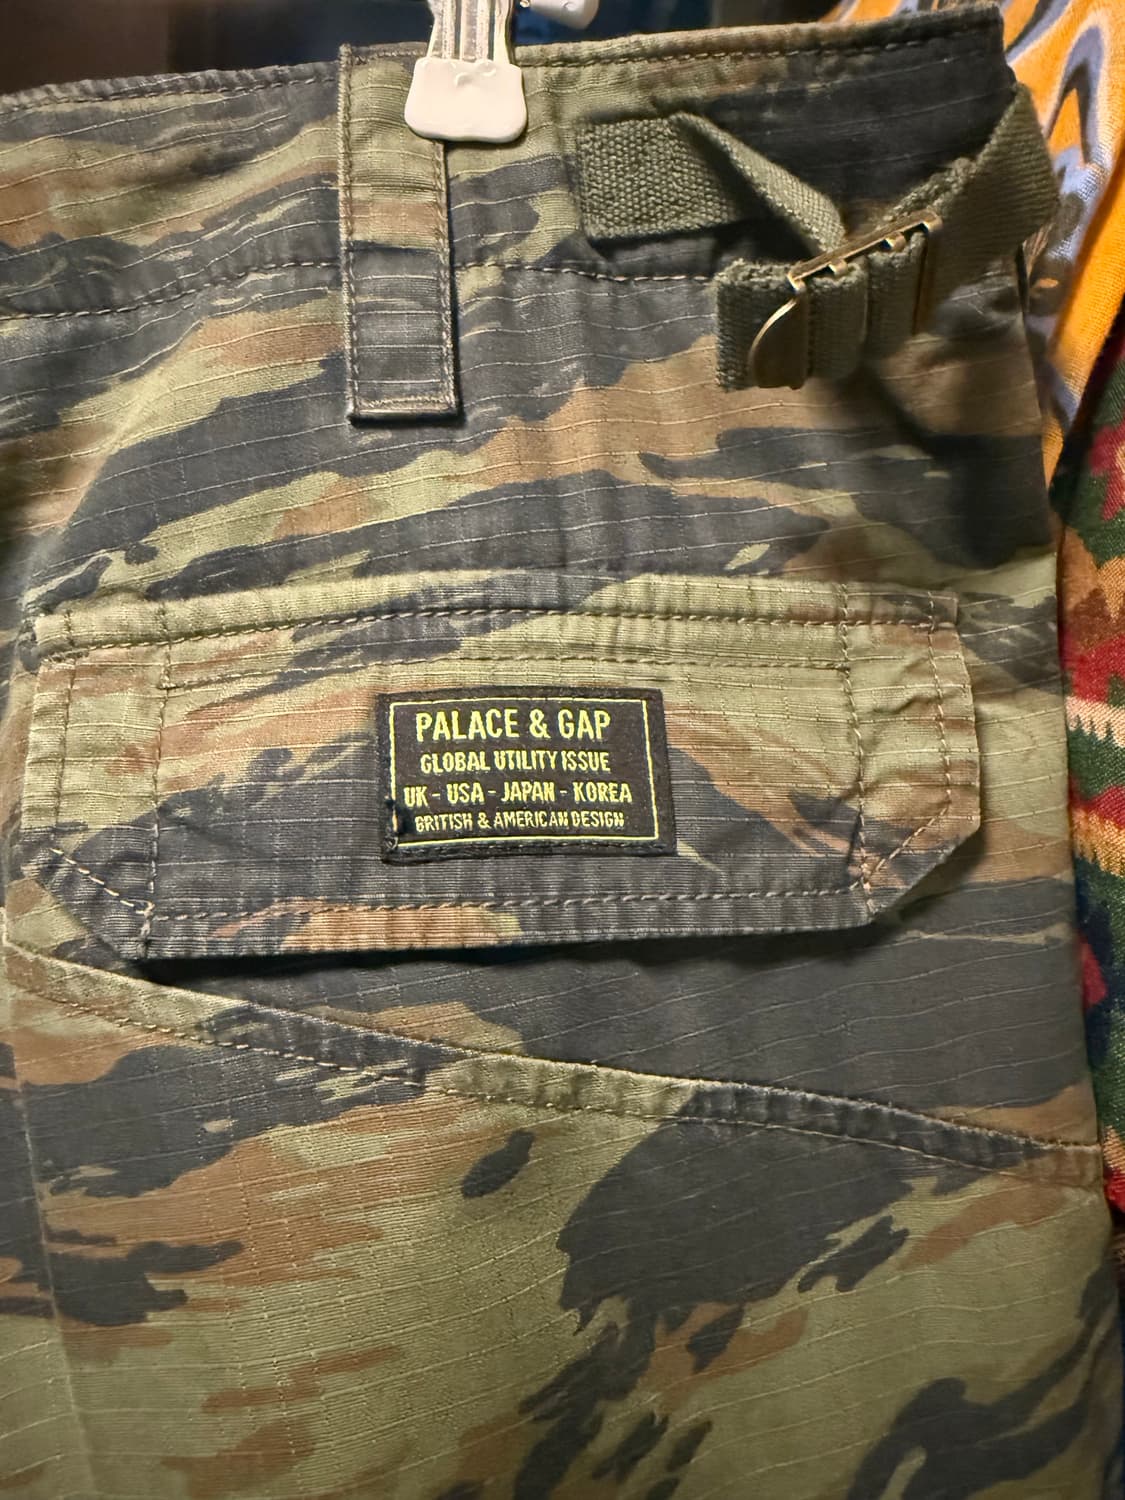 PALACE & GAP
GLOBAL UTILITY ISSUE
UK - USA - JAPAN - KOREA
BRITISH & AMERICAN DESIGN